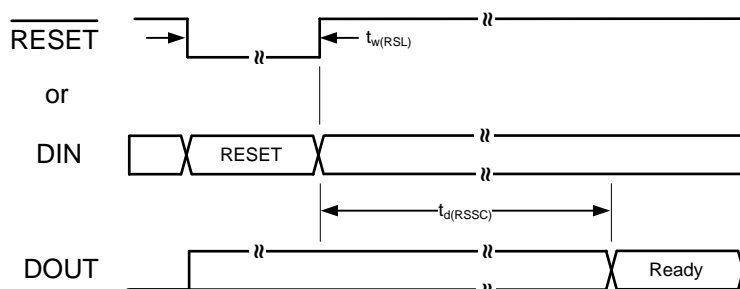 RESET
t_w(RSL)
or
DIN
RESET
t_d(RSSC)
DOUT
Ready